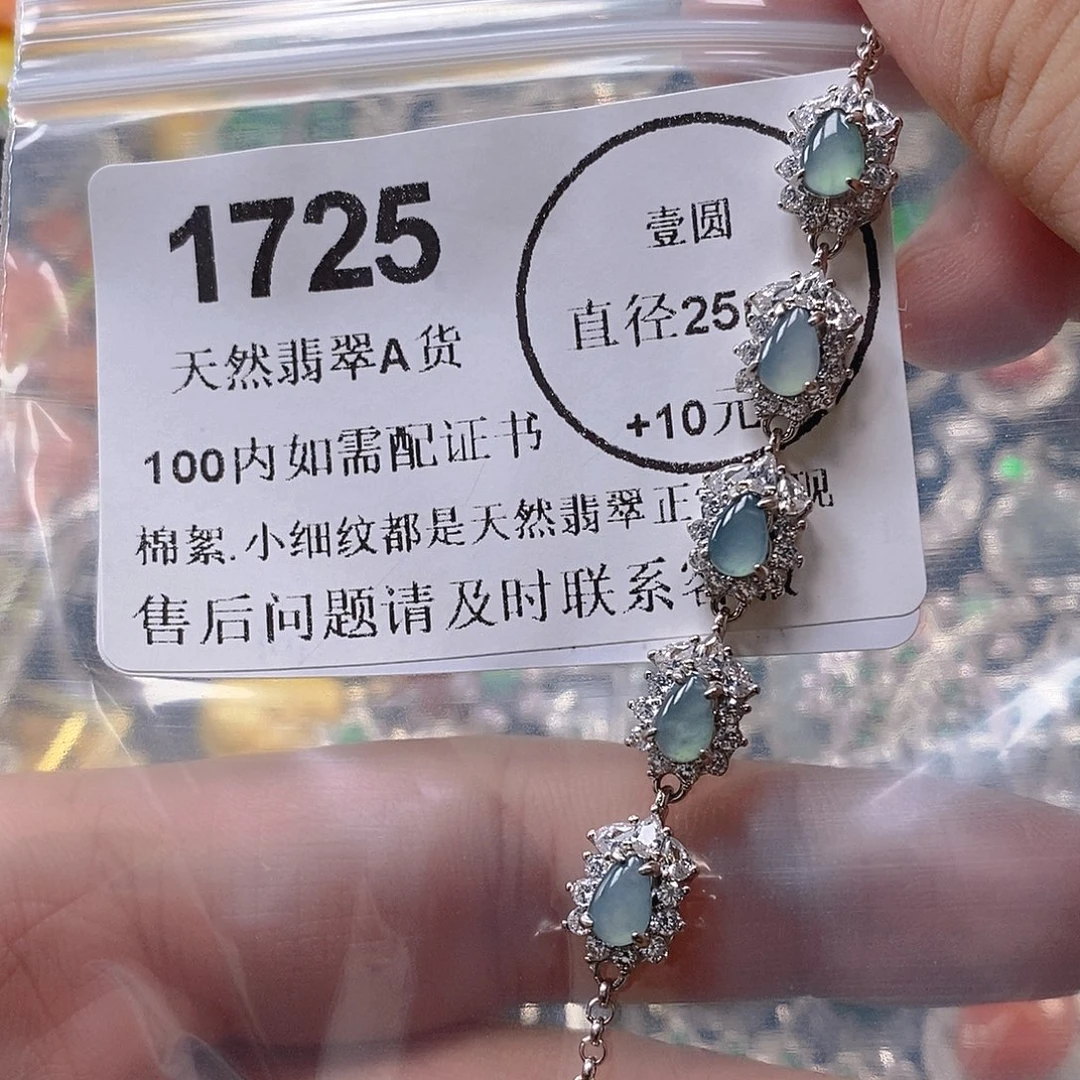 1725
天然翡翠A货
100内如需配证书
棉絮.小细纹都是天然翡翠正
售后问题请及时联系
壹圆
直径25
+10元